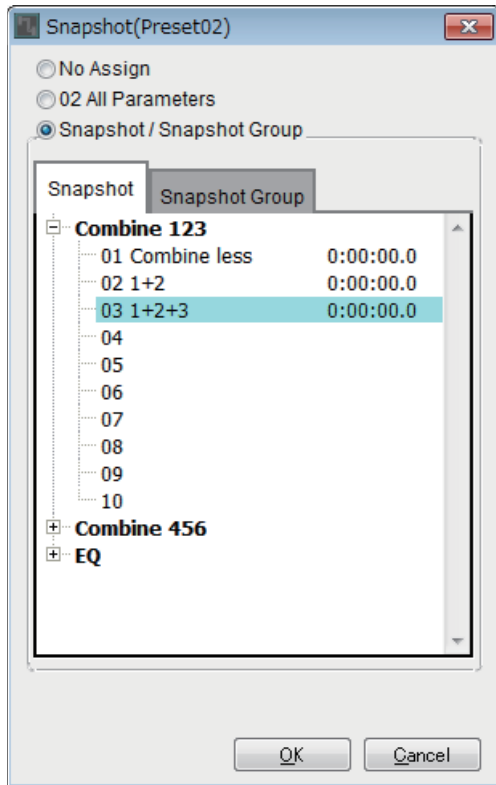 Snapshot(Preset02)
No Assign
02 All Parameters
Snapshot / Snapshot Group
Snapshot Snapshot Group
Combine 123
01 Combine less 0:00:00.0
02 1+2 0:00:00.0
03 1+2+3 0:00:00.0
04
05
06
07
08
09
10
Combine 456
EQ
OK Cancel